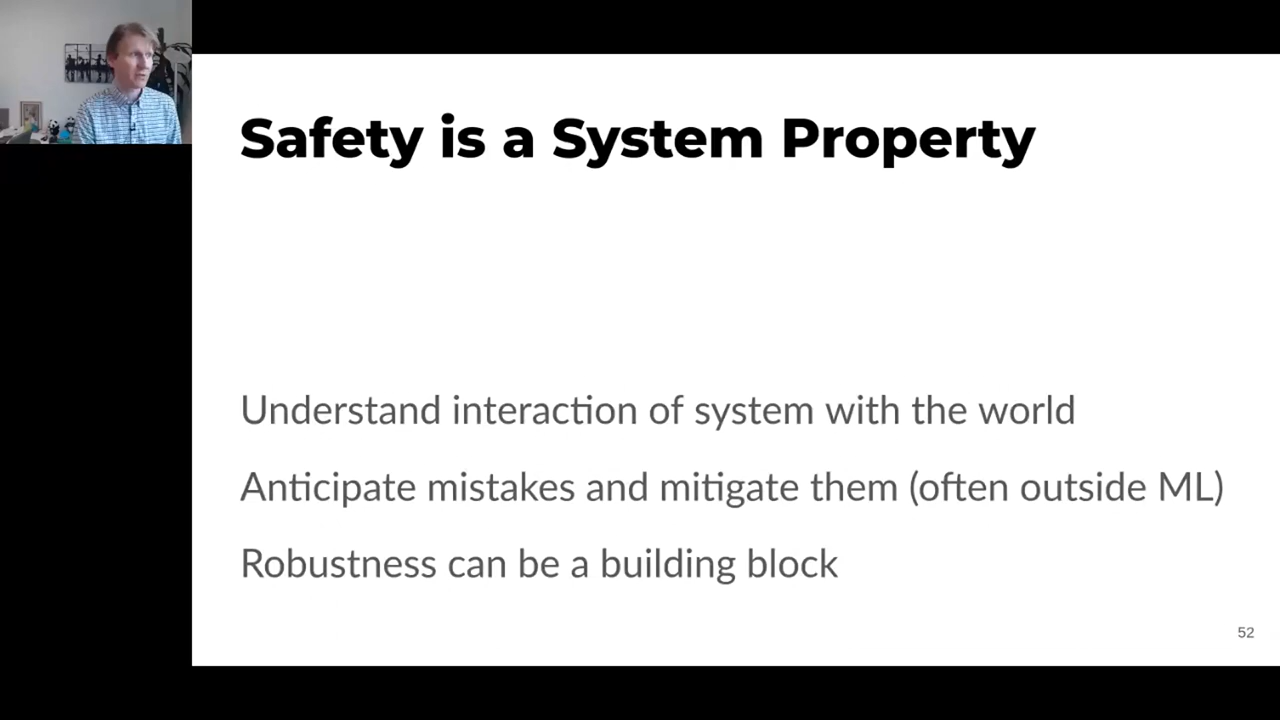 Safety is a System Property
Understand interaction of system with the world
Anticipate mistakes and mitigate them (often outside ML)
Robustness can be a building block
52